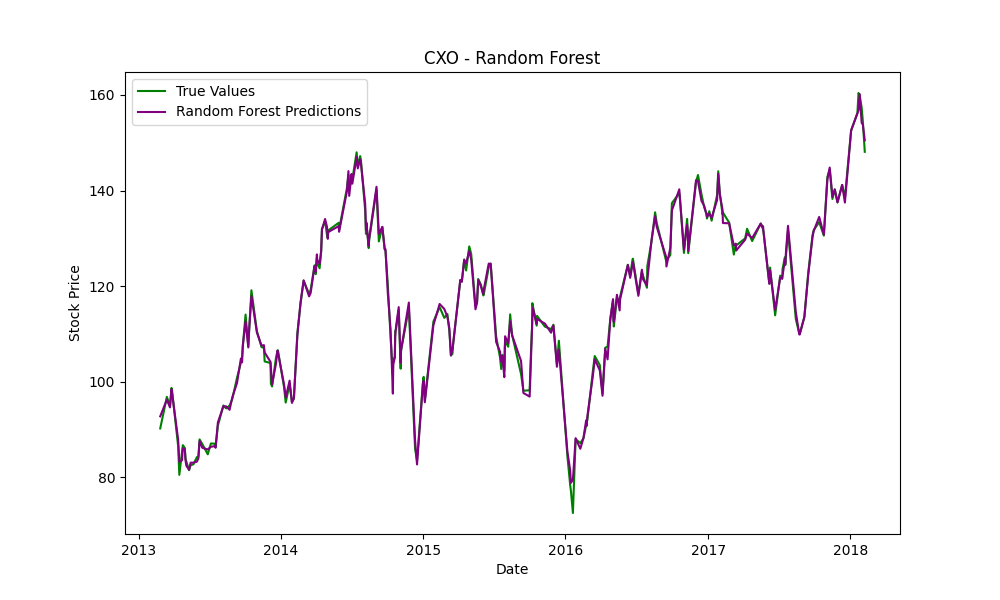 CXO - Random Forest
True Values
Random Forest Predictions
160
140
120
100
80
Stock Price
2013 2014 2015 2016 2017 2018
Date